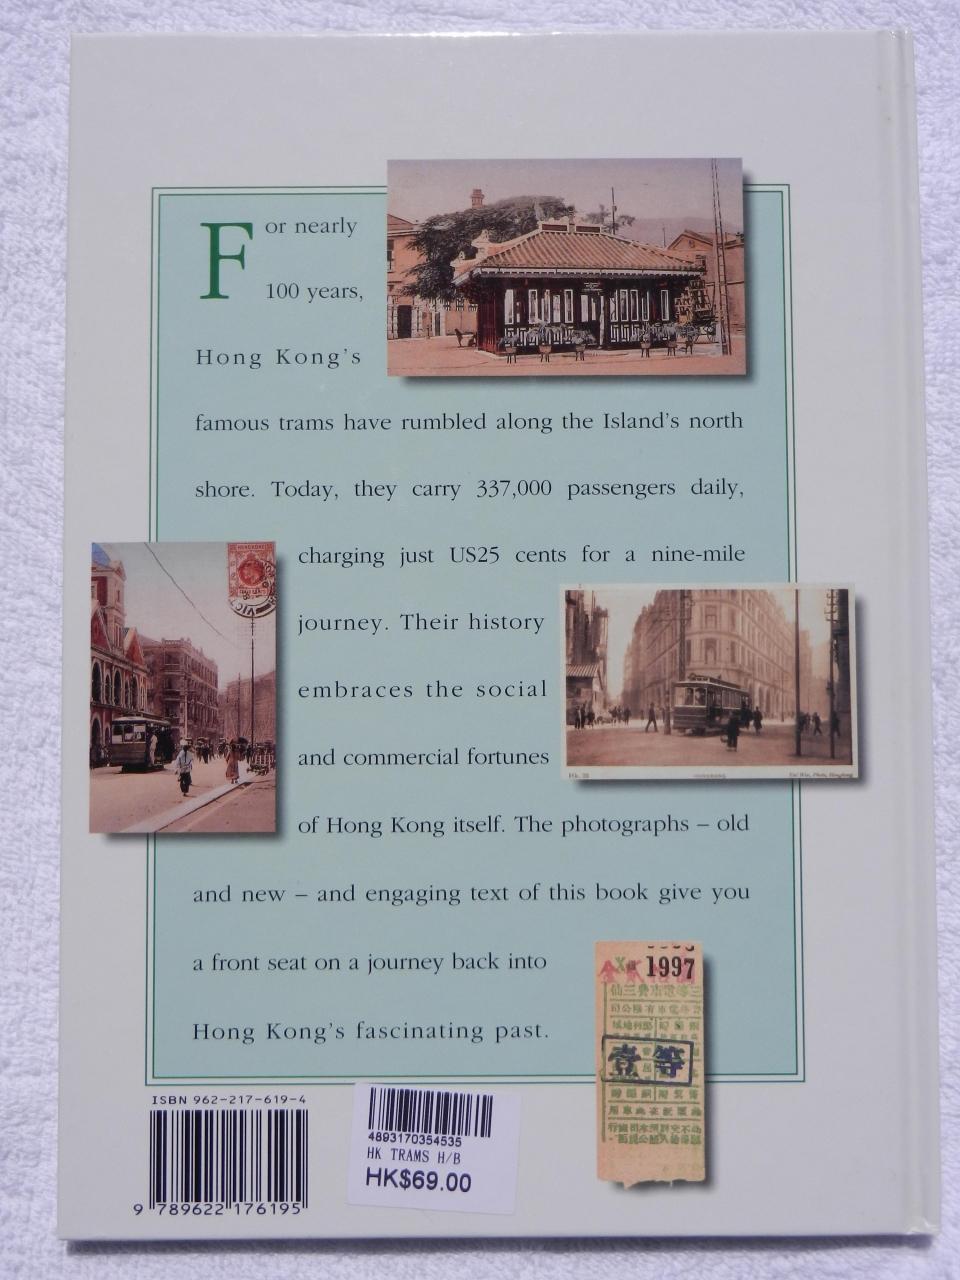 For nearly
100 years,
Hong Kong's
famous trams have rumbled along the Island's north
shore. Today, they carry 337,000 passengers daily,
charging just US25 cents for a nine-mile
journey. Their history
embraces the social
and commercial fortunes
of Hong Kong itself. The photographs – old
and new – and engaging text of this book give you
a front seat on a journey back into
Hong Kong's fascinating past.
HONGKONG
1997
壹等
ISBN 962-217-619-4
9 789622 176195
4893170354535
HK TRAMS H/B
HK$69.00